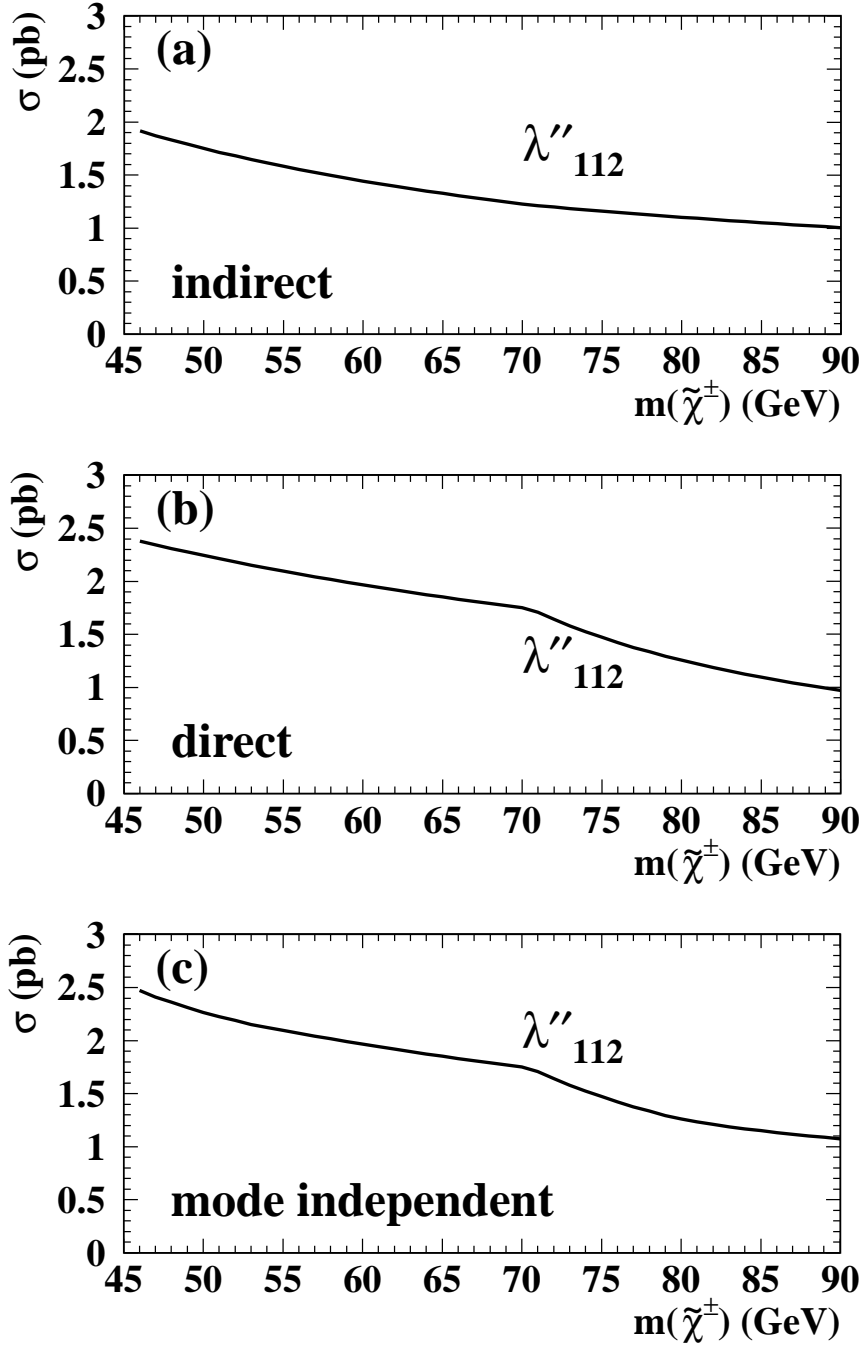 σ (pb)
3
2.5
2
1.5
1
0.5
0
(a)
λ″112
indirect
45 50 55 60 65 70 75 80 85 90
m(χ̃±) (GeV)
σ (pb)
3
2.5
2
1.5
1
0.5
0
(b)
λ″112
direct
45 50 55 60 65 70 75 80 85 90
m(χ̃±) (GeV)
σ (pb)
3
2.5
2
1.5
1
0.5
0
(c)
λ″112
mode independent
45 50 55 60 65 70 75 80 85 90
m(χ̃±) (GeV)